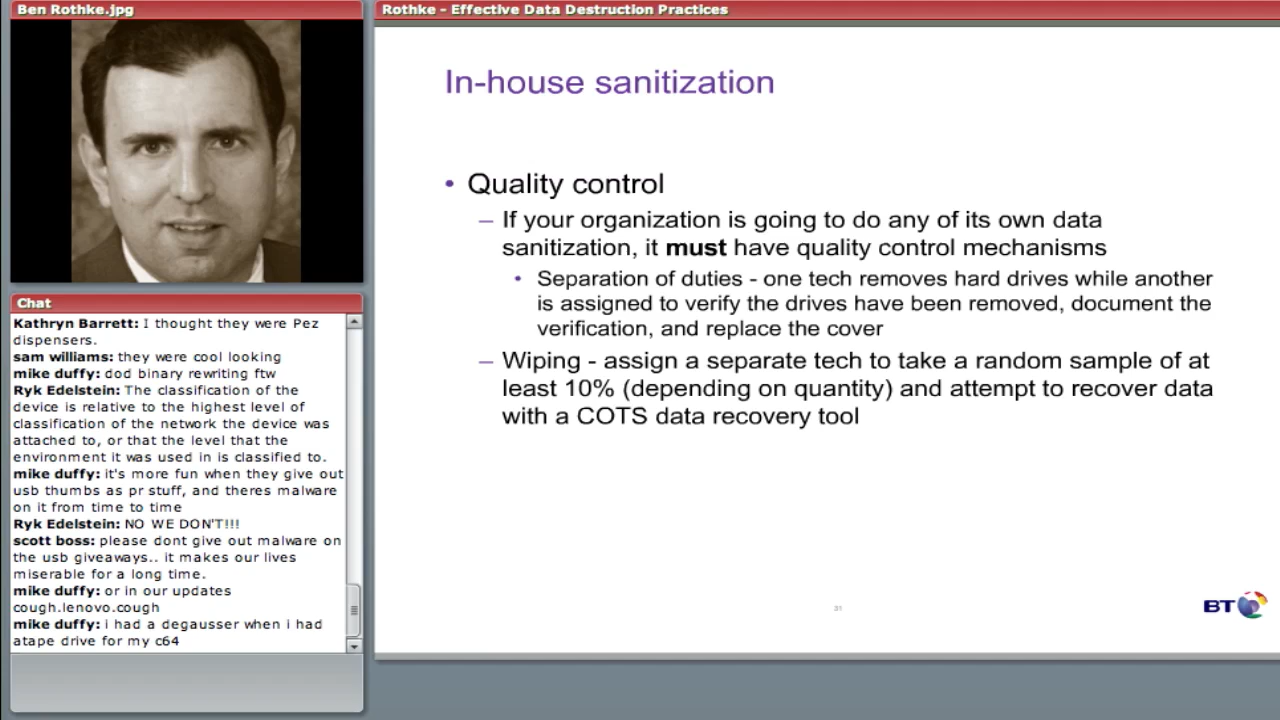 Ben Rothke.jpg
Rothke - Effective Data Destruction Practices
In-house sanitization
• Quality control
– If your organization is going to do any of its own data
sanitization, it must have quality control mechanisms
• Separation of duties - one tech removes hard drives while another
is assigned to verify the drives have been removed, document the
verification, and replace the cover
– Wiping - assign a separate tech to take a random sample of at
least 10% (depending on quantity) and attempt to recover data
with a COTS data recovery tool
31
BT
Chat
Kathryn Barrett: I thought they were Pez
dispensers.
sam williams: they were cool looking
mike duffy: dod binary rewriting ftw
Ryk Edelstein: The classification of the
device is relative to the highest level of
classification of the network the device was
attached to, or that the level that the
environment it was used in is classified to.
mike duffy: it's more fun when they give out
usb thumbs as pr stuff, and theres malware
on it from time to time
Ryk Edelstein: NO WE DON'T!!!
scott boss: please dont give out malware on
the usb giveaways.. it makes our lives
miserable for a long time.
mike duffy: or in our updates
cough.lenovo.cough
mike duffy: i had a degausser when i had
atape drive for my c64